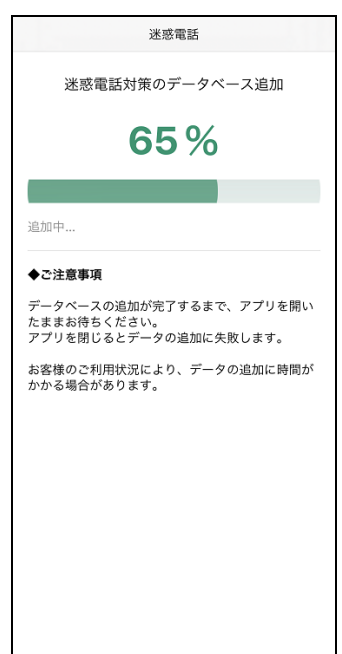 迷惑電話
迷惑電話対策のデータベース追加
65%
追加中...
◆ご注意事項
データベースの追加が完了するまで、アプリを開い
たままお待ちください。
アプリを閉じるとデータの追加に失敗します。
お客様のご利用状況により、データの追加に時間が
かかる場合があります。